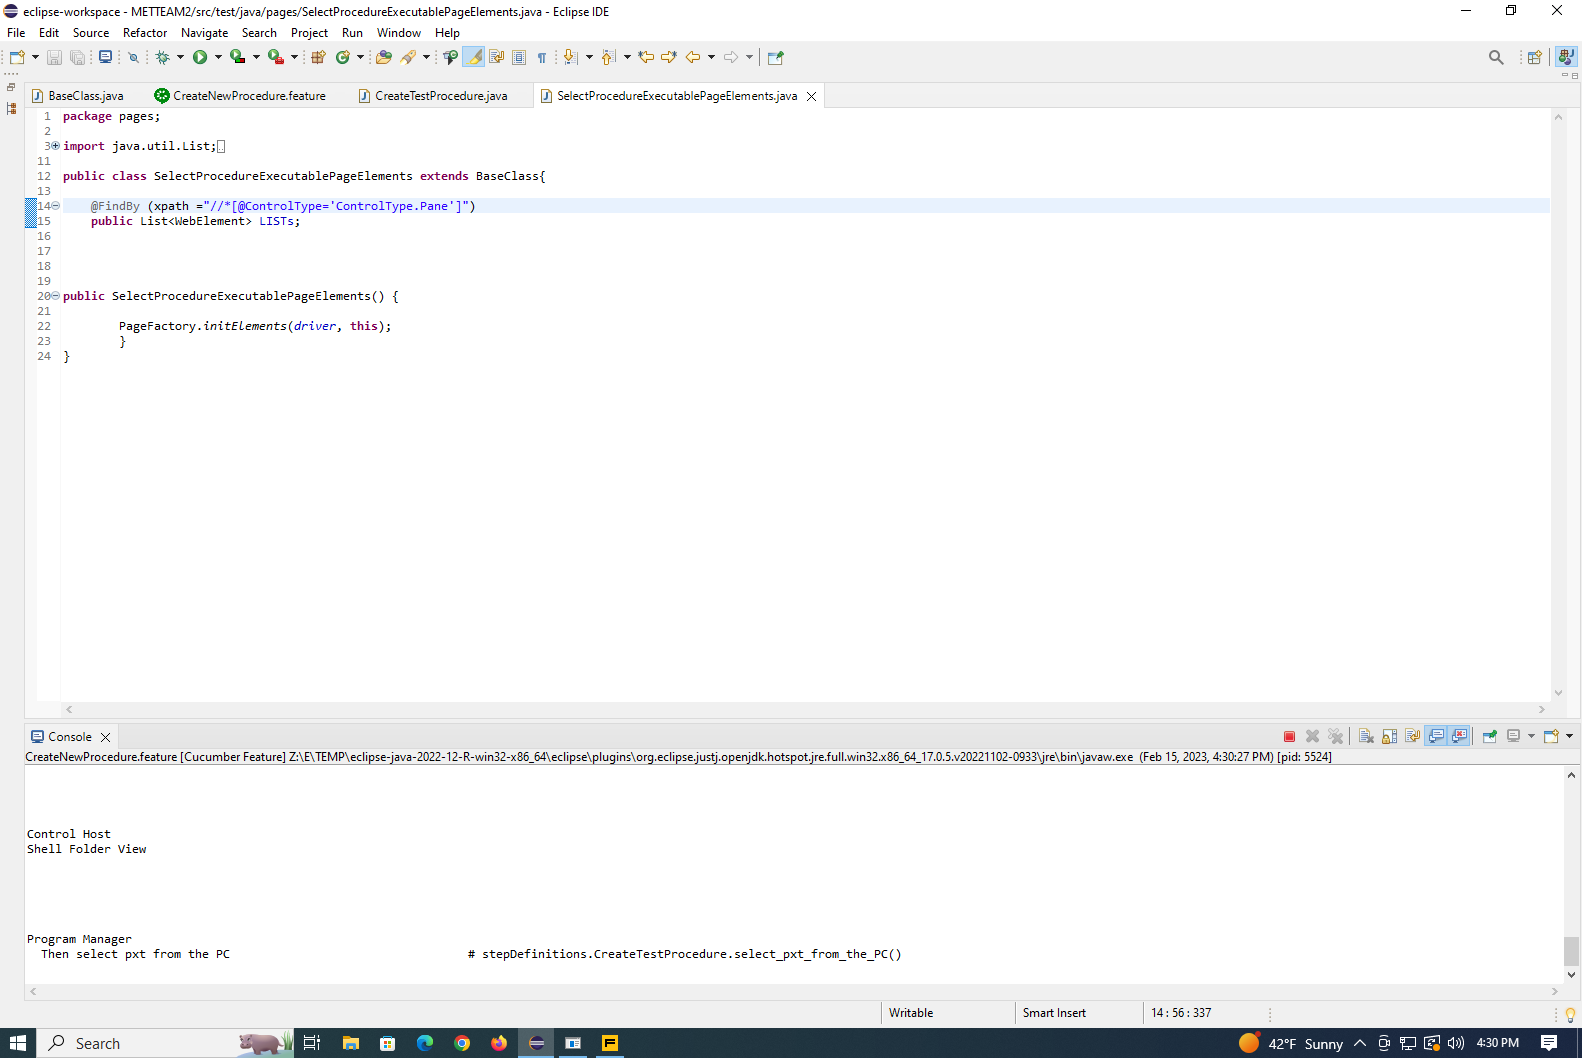 eclipse-workspace - METTEAM2/src/test/java/pages/SelectProcedureExecutablePageElements.java - Eclipse IDE
File Edit Source Refactor Navigate Search Project Run Window Help
BaseClass.java CreateNewProcedure.feature CreateTestProcedure.java SelectProcedureExecutablePageElements.java
1 package pages;
2
3 import java.util.List;
11
12 public class SelectProcedureExecutablePageElements extends BaseClass{
13
14 @FindBy (xpath ="//*[@ControlType='ControlType.Pane']")
15 public List<WebElement> LISTs;
16
17
18
19
20 public SelectProcedureExecutablePageElements() {
21
22 PageFactory.initElements(driver, this);
23 }
24 }
Console
CreateNewProcedure.feature [Cucumber Feature] Z:\E\TEMP\eclipse-java-2022-12-R-win32-x86_64\eclipse\plugins\org.eclipse.justj.openjdk.hotspot.jre.full.win32.x86_64_17.0.5.v20221102-0933\jre\bin\javaw.exe (Feb 15, 2023, 4:30:27 PM) [pid: 5524]
Control Host
Shell Folder View
Program Manager
Then select pxt from the PC # stepDefinitions.CreateTestProcedure.select_pxt_from_the_PC()
Writable Smart Insert 14 : 56 : 337
Search 42°F Sunny 4:30 PM